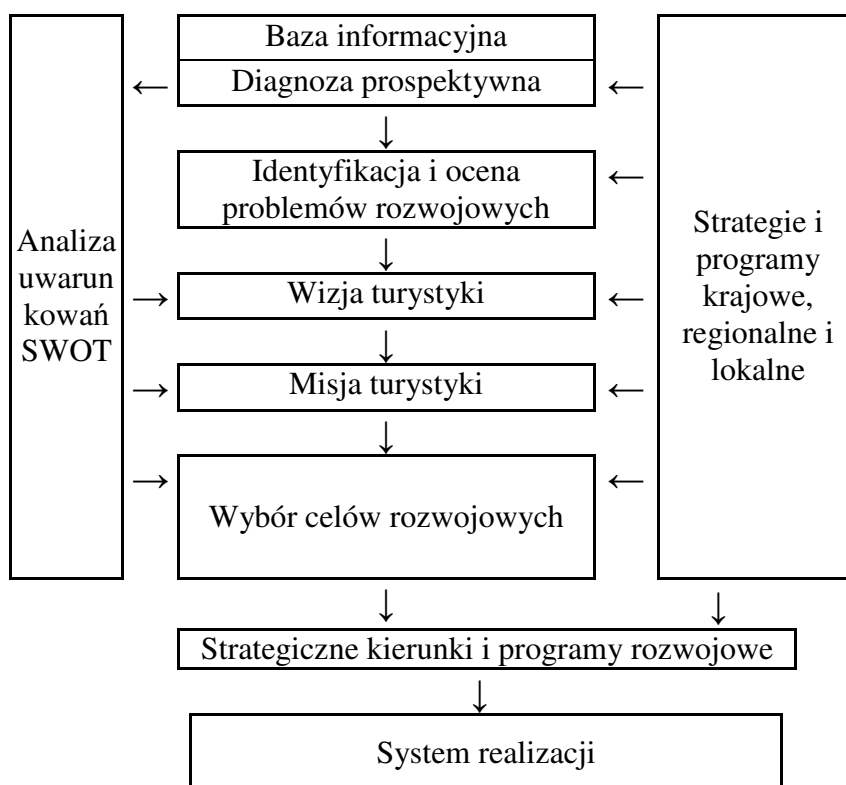 Baza informacyjna
Diagnoza prospektywna
Identyfikacja i ocena
problemów rozwojowych
Analiza
uwarun
kowań
SWOT
Wizja turystyki
Misja turystyki
Wybór celów rozwojowych
Strategie i
programy
krajowe,
regionalne i
lokalne
Strategiczne kierunki i programy rozwojowe
System realizacji